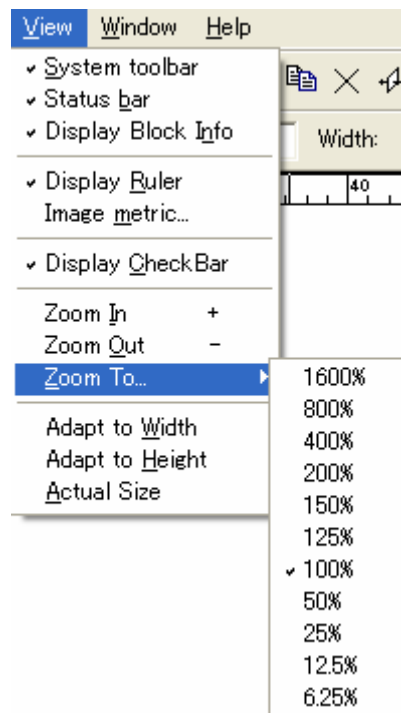 View Window Help
System toolbar
Status bar
Display Block Info
Width:
Display Ruler
40
Image metric...
Display CheckBar
Zoom In +
Zoom Out -
Zoom To...
1600%
800%
Adapt to Width
400%
Adapt to Height
200%
Actual Size
150%
125%
100%
50%
25%
12.5%
6.25%